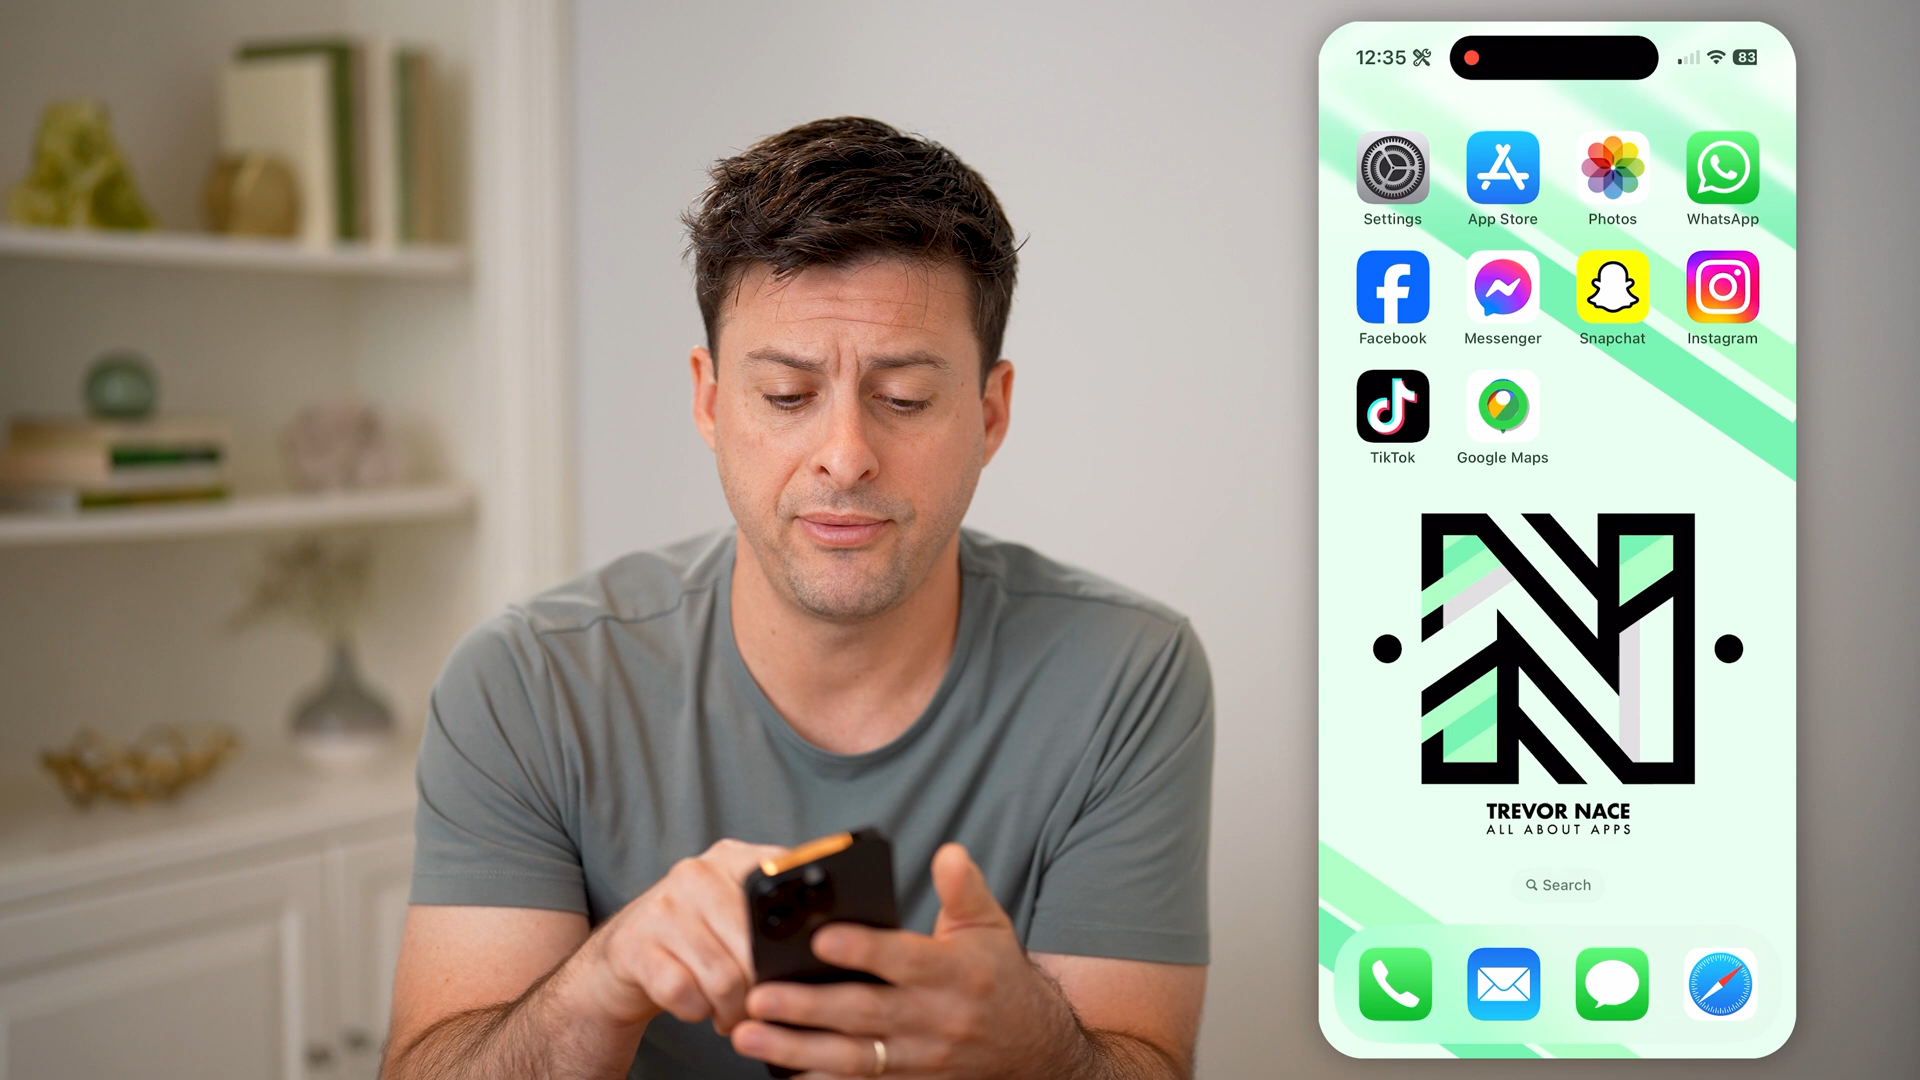 12:35
83
Settings
App Store
Photos
WhatsApp
Facebook
Messenger
Snapchat
Instagram
TikTok
Google Maps
TREVOR NACE
ALL ABOUT APPS
Search